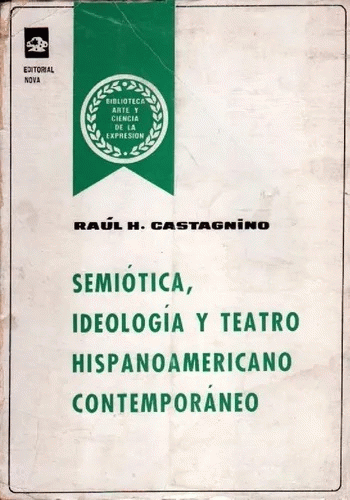 EDITORIAL
NOVA
BIBLIOTECA
ARTE Y
CIENCIA
DE LA
EXPRESION
RAÚL H. CASTAGNINO
SEMIÓTICA,
IDEOLOGÍA Y TEATRO
HISPANOAMERICANO
CONTEMPORÁNEO